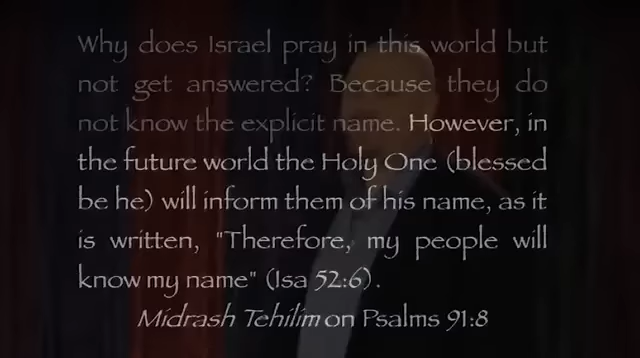 Why does Israel pray in this world but
not get answered? Because they do
not know the explicit name. However, in
the future world the Holy One (blessed
be he) will inform them of his name, as it
is written, "Therefore, my people will
know my name" (Isa 52:6).
Midrash Tehilim on Psalms 91:8